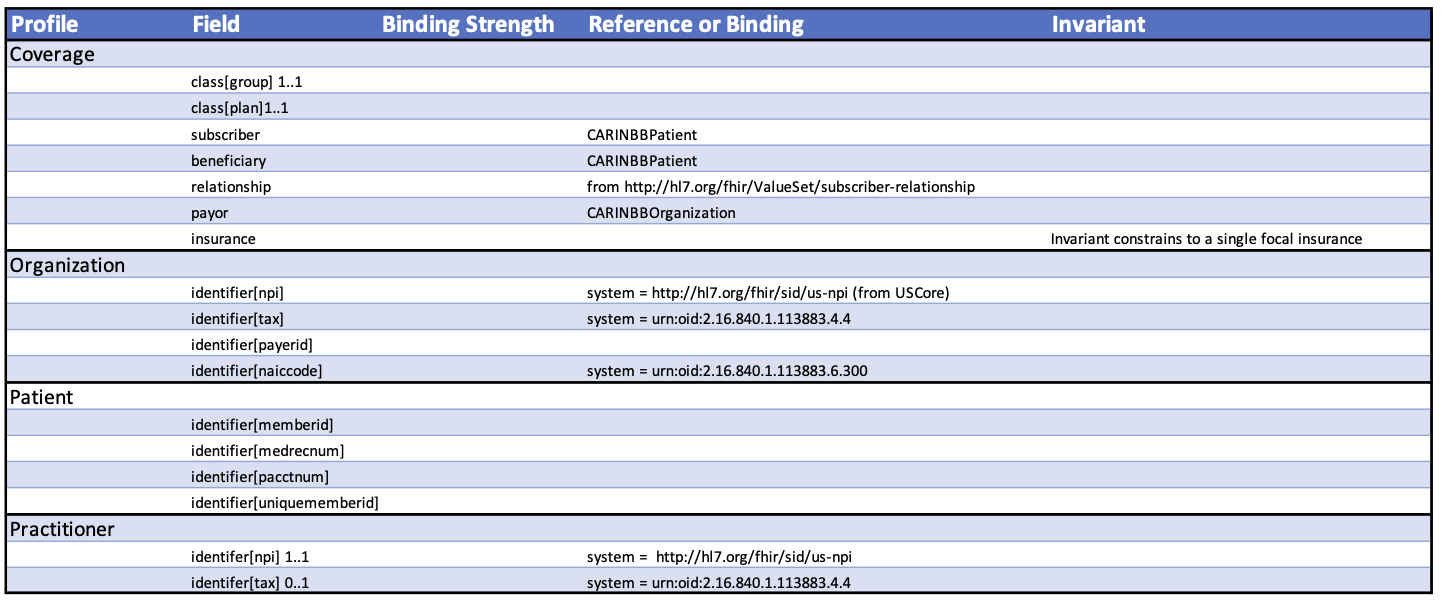 Profile Field Binding Strength Reference or Binding Invariant
Coverage
class[group] 1..1
class[plan]1..1
subscriber CARINBBPatient
beneficiary CARINBBPatient
relationship from http://hl7.org/fhir/ValueSet/subscriber-relationship
payor CARINBBOrganization
insurance Invariant constrains to a single focal insurance
Organization
identifier[npi] system = http://hl7.org/fhir/sid/us-npi (from USCore)
identifier[tax] system = urn:oid:2.16.840.1.113883.4.4
identifier[payerid]
identifier[naiccode] system = urn:oid:2.16.840.1.113883.6.300
Patient
identifier[memberid]
identifier[medrecnum]
identifier[pacctnum]
identifier[uniquememberid]
Practitioner
identifer[npi] 1..1 system =  http://hl7.org/fhir/sid/us-npi
identifer[tax] 0..1 system = urn:oid:2.16.840.1.113883.4.4